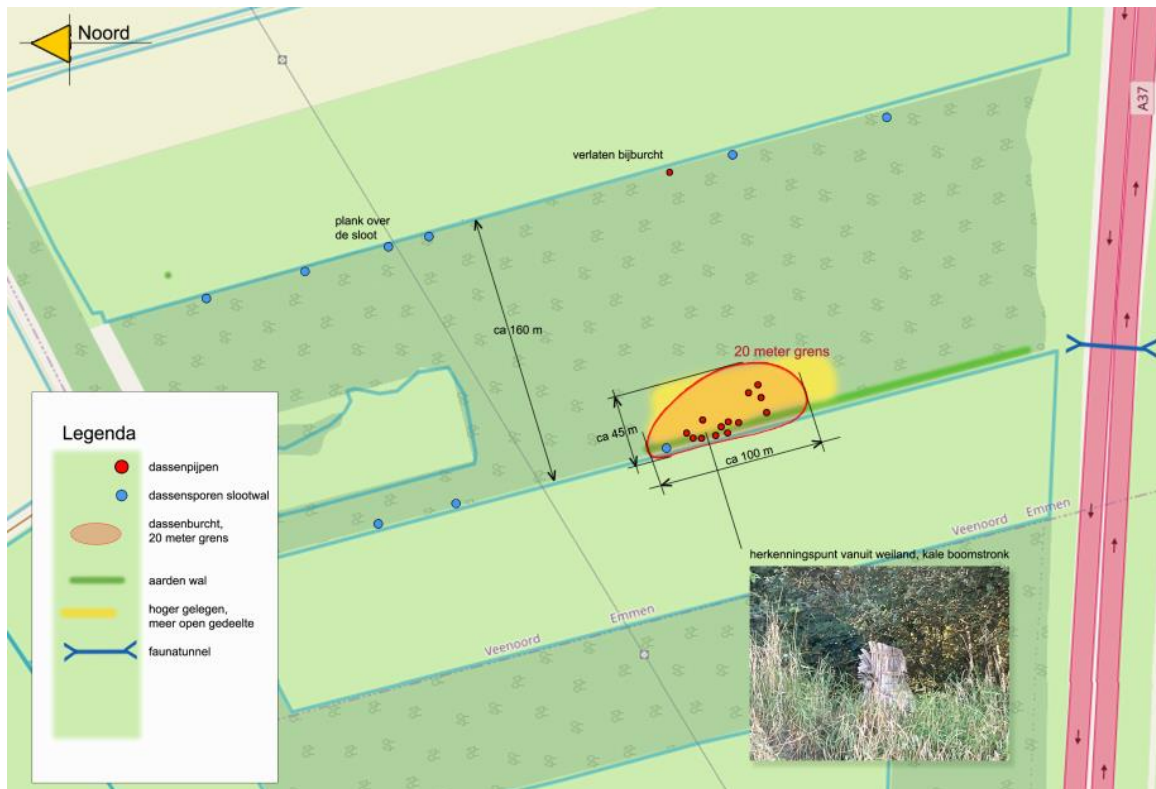 Noord
A37
verlaten bijburcht
plank over
de sloot
ca 160 m
20 meter grens
ca 45 m
ca 100 m
Legenda
dassenpijpen
dassensporen slootwal
dassenburcht,
20 meter grens
aarden wal
hoger gelegen,
meer open gedeelte
faunatunnel
Veenoord Emmen
herkenningspunt vanuit weiland, kale boomstronk
Veenoord Emmen